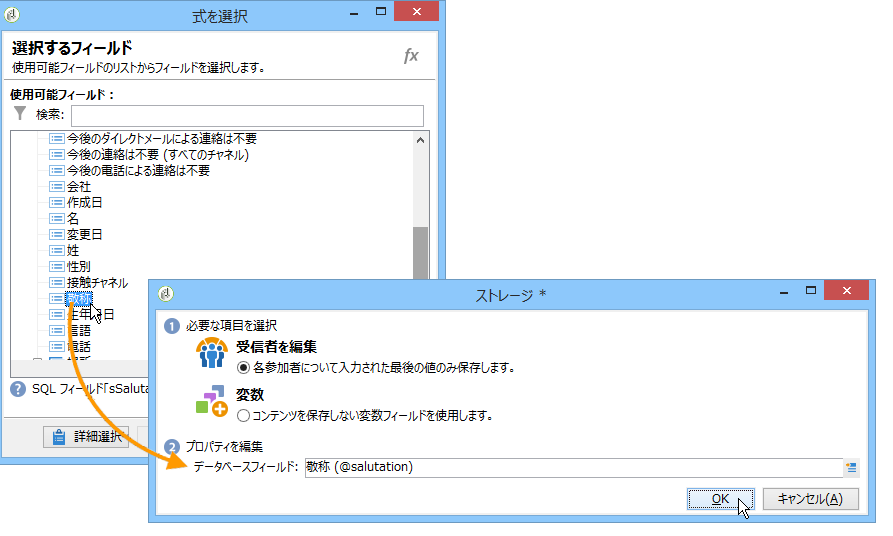 式を選択
選択するフィールド
fx
使用可能フィールドのリストからフィールドを選択します。
使用可能フィールド：
検索:
今後のダイレクトメールによる連絡は不要
今後の連絡は不要 (すべてのチャネル)
今後の電話による連絡は不要
会社
作成日
名
変更日
姓
性別
接触チャネル
敬称
生年月日
言語
電話
SQL フィールド「sSaluta
詳細選択
ストレージ *
1 必要な項目を選択
受信者を編集
各参加者について入力された最後の値のみ保存します。
変数
コンテンツを保存しない変数フィールドを使用します。
2 プロパティを編集
データベースフィールド: 敬称 (@salutation)
OK
キャンセル(A)